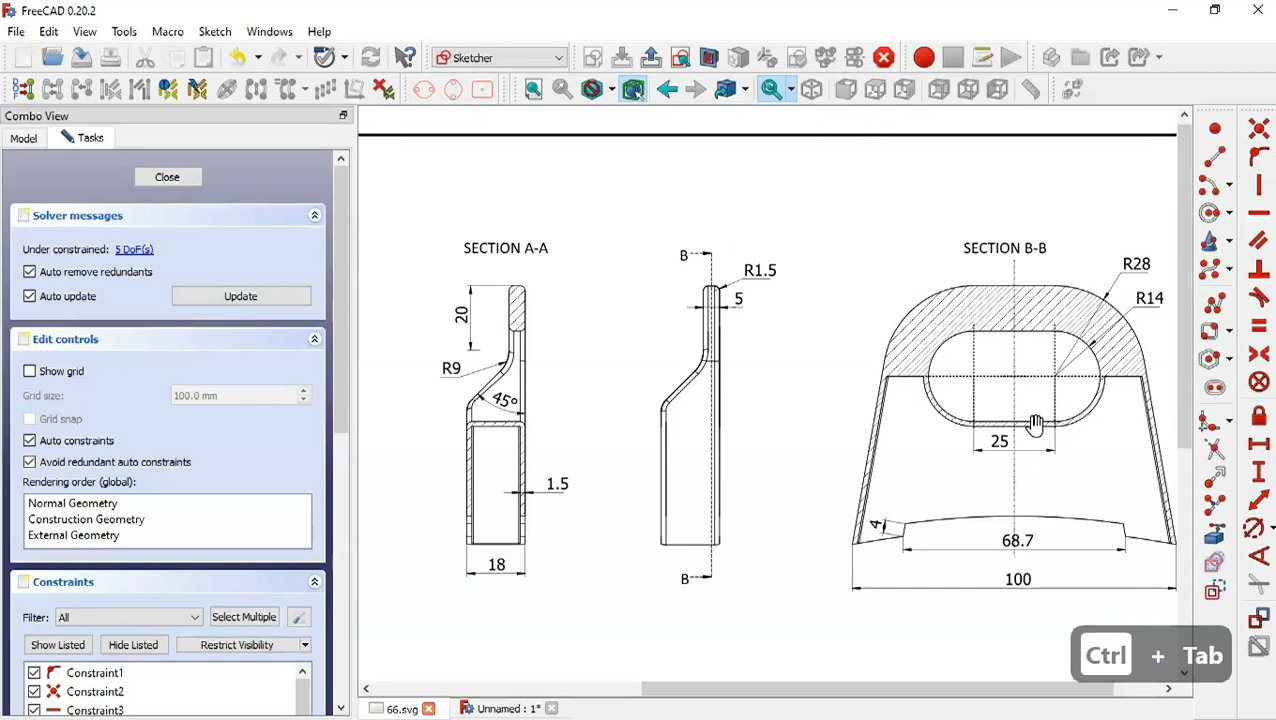 FreeCAD 0.20.2
File Edit View Tools Macro Sketch Windows Help
Sketcher
Combo View
Model Tasks
Close
Solver messages
Under constrained: 5 DoF(s)
Auto remove redundants
Auto update Update
Edit controls
Show grid
Grid size: 100.0 mm
Grid snap
Auto constraints
Avoid redundant auto constraints
Rendering order (global):
Normal Geometry
Construction Geometry
External Geometry
Constraints
Filter: All Select Multiple
Show Listed Hide Listed Restrict Visibility
Constraint1
Constraint2
Constraint3
SECTION A-A
20
R9
45°
1.5
18
B
R1.5
5
B
SECTION B-B
R28
R14
25
4
68.7
100
Ctrl + Tab
66.svg Unnamed : 1*